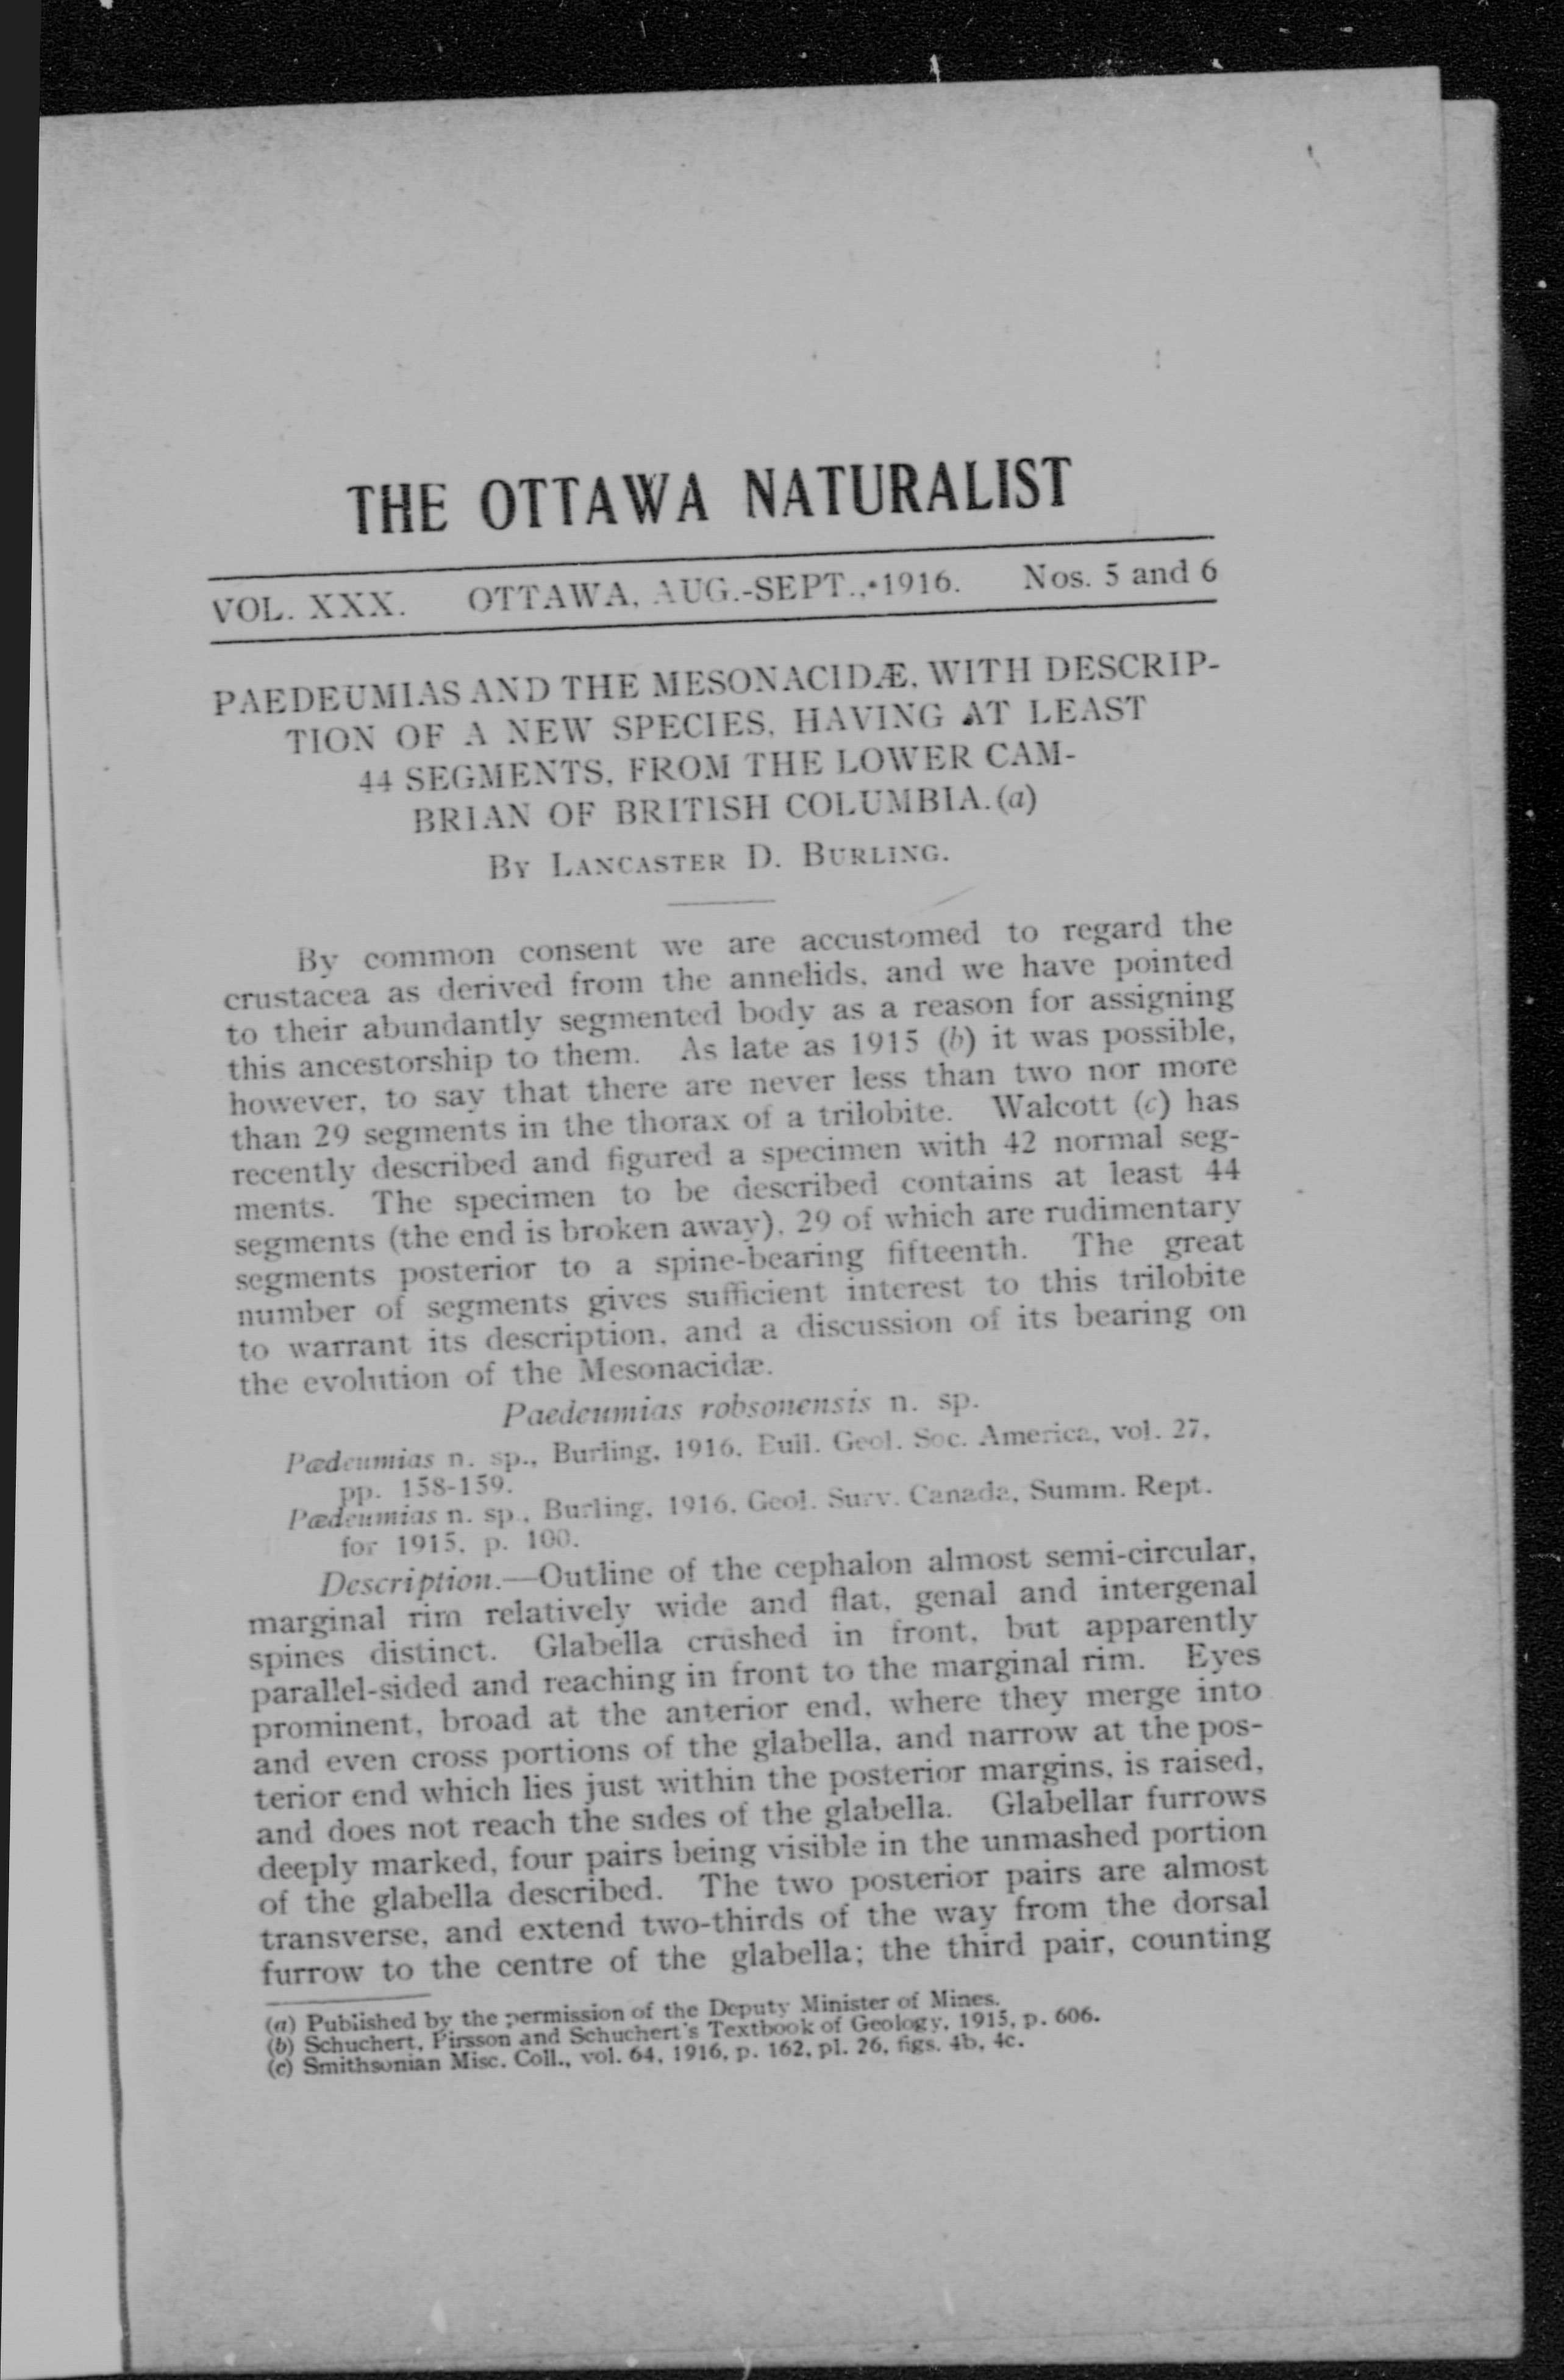 THE OTTAWA NATURALIST
VOL. XXX. OTTAWA, AUG.-SEPT., 1916. Nos. 5 and 6
PAEDEUMIAS AND THE MESONACIDÆ, WITH DESCRIP-
TION OF A NEW SPECIES, HAVING AT LEAST
44 SEGMENTS, FROM THE LOWER CAM-
BRIAN OF BRITISH COLUMBIA.(a)
By Lancaster D. Burling.
By common consent we are accustomed to regard the
crustacea as derived from the annelids, and we have pointed
to their abundantly segmented body as a reason for assigning
this ancestorship to them. As late as 1915 (b) it was possible,
however, to say that there are never less than two nor more
than 29 segments in the thorax of a trilobite. Walcott (c) has
recently described and figured a specimen with 42 normal seg-
ments. The specimen to be described contains at least 44
segments (the end is broken away), 29 of which are rudimentary
segments posterior to a spine-bearing fifteenth. The great
number of segments gives sufficient interest to this trilobite
to warrant its description, and a discussion of its bearing on
the evolution of the Mesonacidæ.
Paedeumias robsonensis n. sp.
Pædeumias n. sp., Burling, 1916, Bull. Geol. Soc. America, vol. 27,
pp. 158-159.
Pædeumias n. sp., Burling, 1916, Geol. Surv. Canada, Summ. Rept.
for 1915, p. 100.
Description.—Outline of the cephalon almost semi-circular,
marginal rim relatively wide and flat, genal and intergenal
spines distinct. Glabella crushed in front, but apparently
parallel-sided and reaching in front to the marginal rim. Eyes
prominent, broad at the anterior end, where they merge into
and even cross portions of the glabella, and narrow at the pos-
terior end which lies just within the posterior margins, is raised,
and does not reach the sides of the glabella. Glabellar furrows
deeply marked, four pairs being visible in the unmashed portion
of the glabella described. The two posterior pairs are almost
transverse, and extend two-thirds of the way from the dorsal
furrow to the centre of the glabella; the third pair, counting
(a) Published by the permission of the Deputy Minister of Mines.
(b) Schuchert, Pirsson and Schuchert's Textbook of Geology, 1915, p. 606.
(c) Smithsonian Misc. Coll., vol. 64, 1916, p. 162, pl. 26, figs. 4b, 4c.